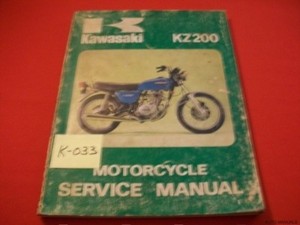 Kawasaki KZ200
K-033
MOTORCYCLE
SERVICE MANUAL